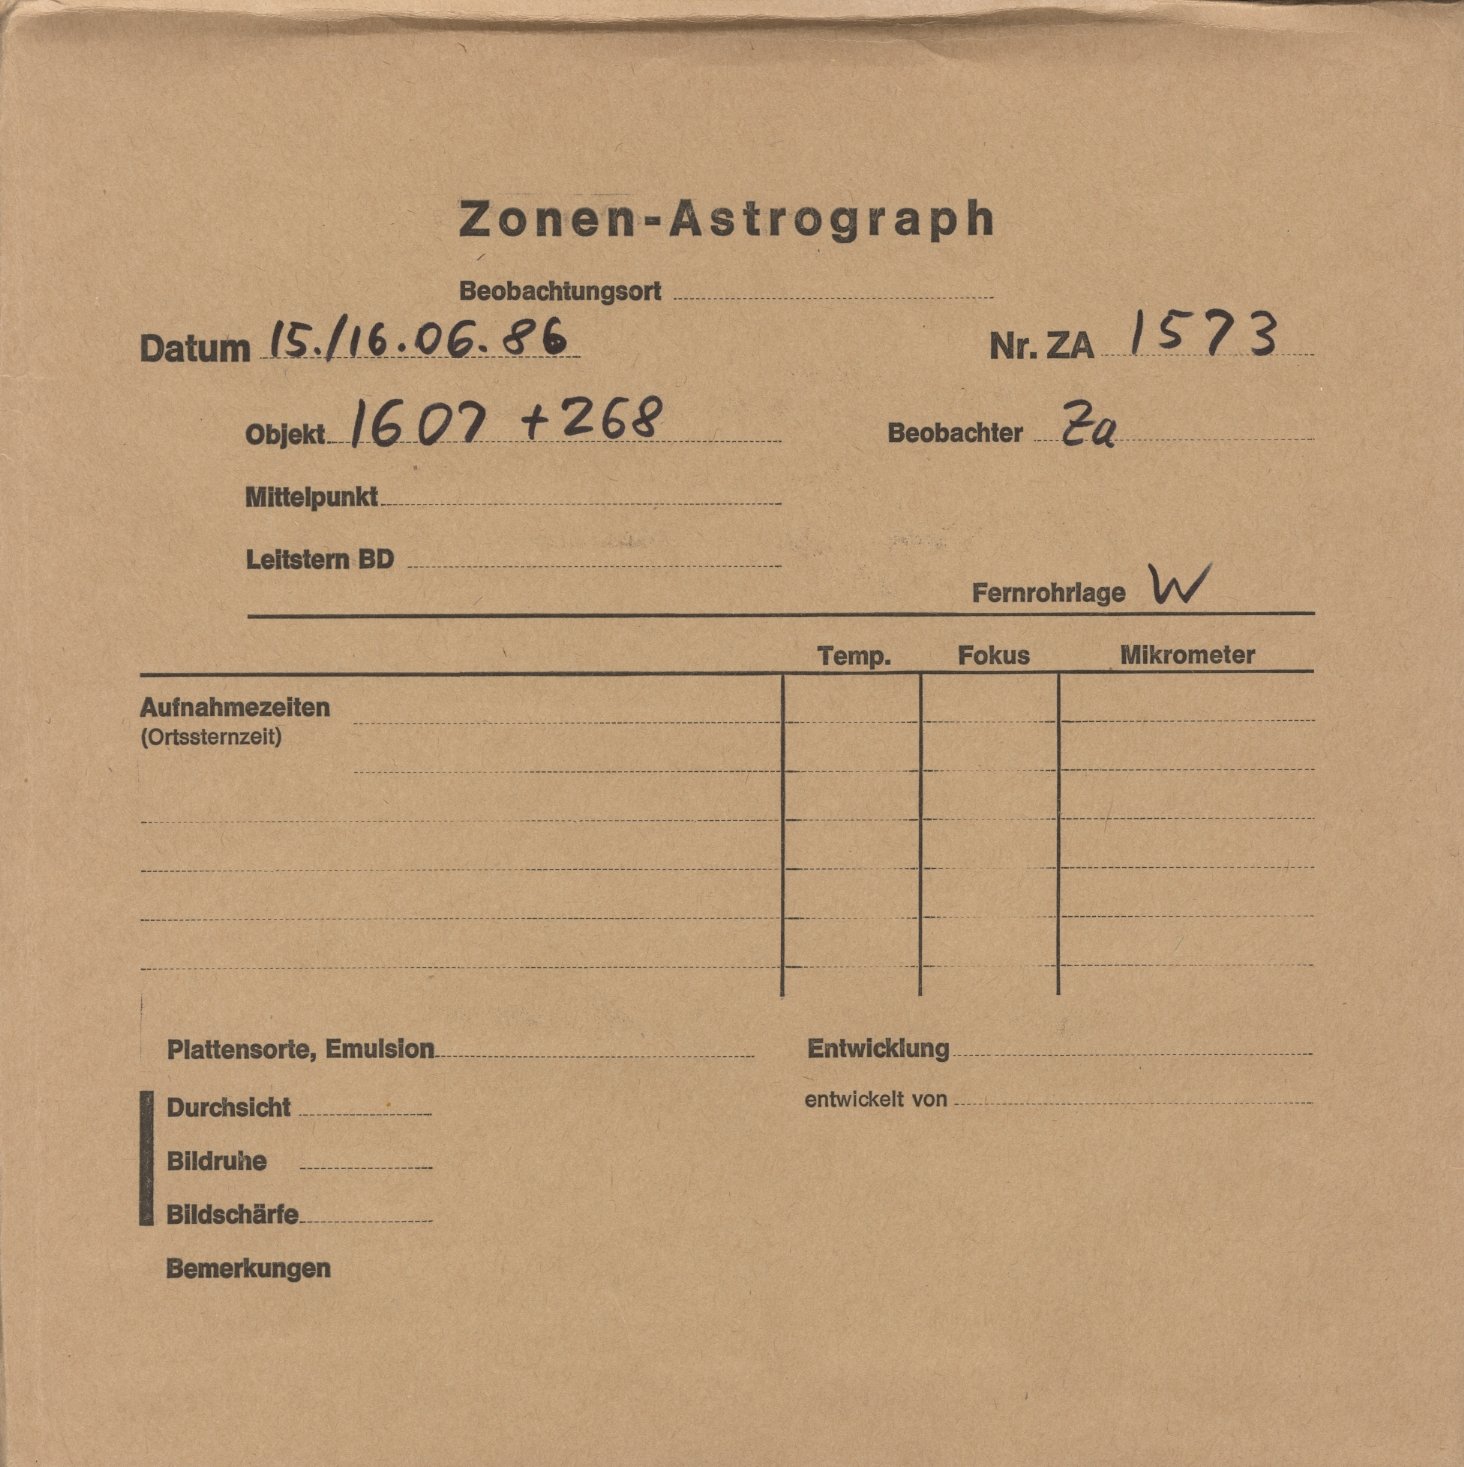 Zonen-Astrograph
Beobachtungsort
Datum 15./16.06.86 Nr. ZA 1573
Objekt 1607 +268 Beobachter Za
Mittelpunkt
Leitstern BD
Fernrohrlage W
Temp. Fokus Mikrometer
Aufnahmezeiten
(Ortssternzeit)
Plattensorte, Emulsion Entwicklung
Durchsicht entwickelt von
Bildruhe
Bildschärfe
Bemerkungen